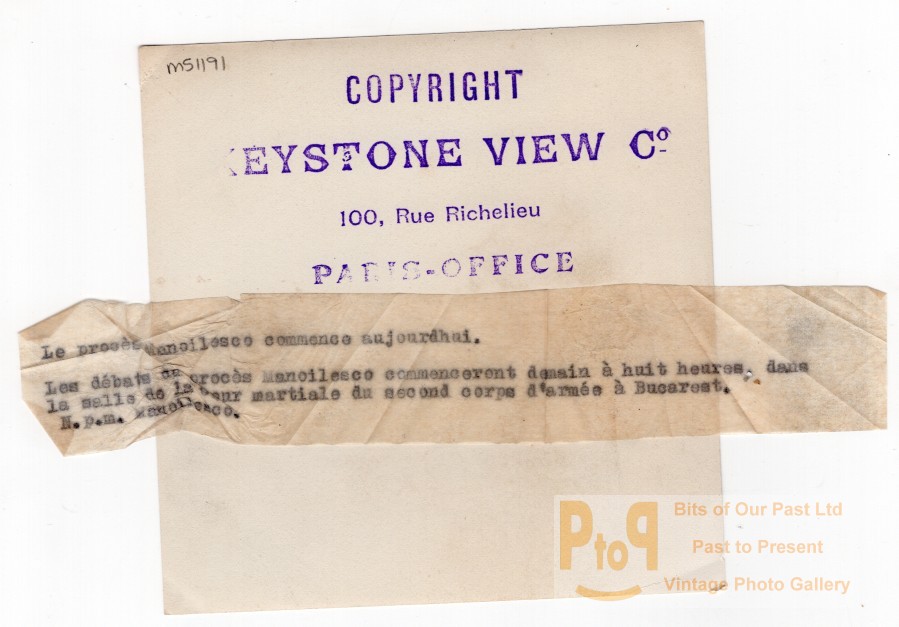 m51191
COPYRIGHT
KEYSTONE VIEW Co
100, Rue Richelieu
PARIS-OFFICE
Le procès Manoilesco commence aujourdhui.
Les débats du procès Manoilesco commenceront demain à huit heures, dans
la salle de la cour martiale du second corps d'armée à Bucarest.
N.p.m. Manoilesco.
PtoP
Bits of Our Past Ltd
Past to Present
Vintage Photo Gallery